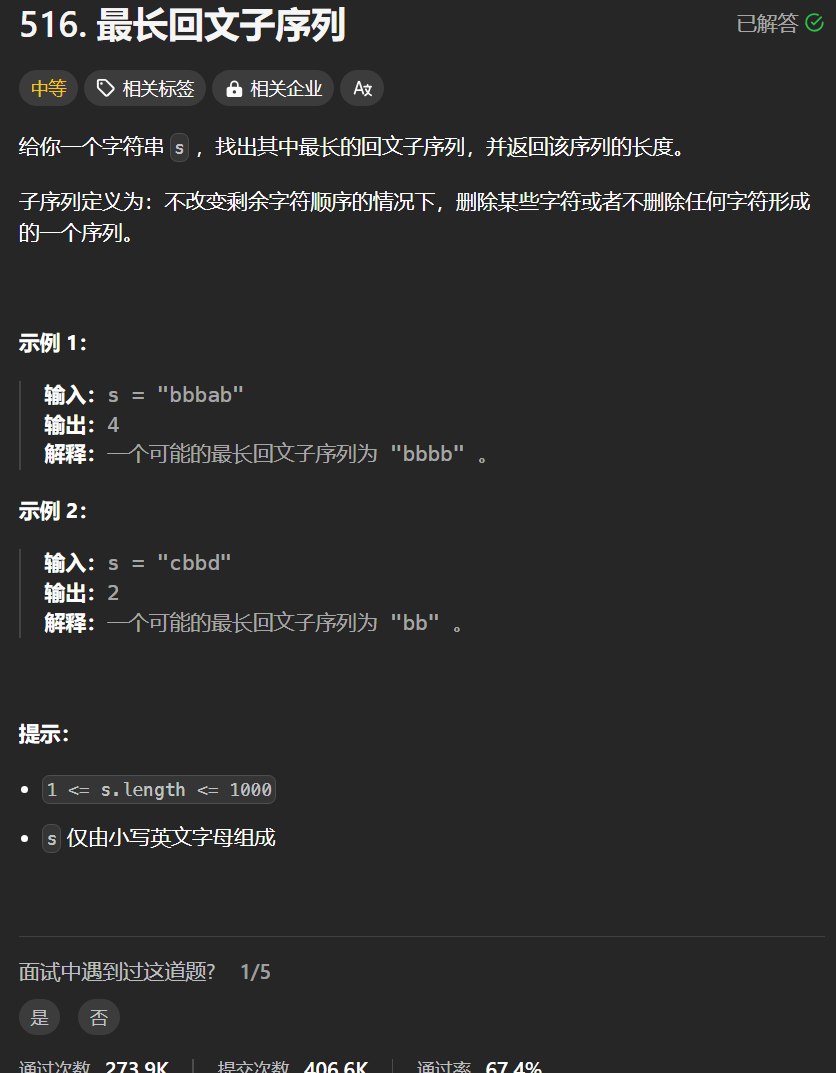 516. 最长回文子序列
已解答
中等
相关标签
相关企业
给你一个字符串 s ，找出其中最长的回文子序列，并返回该序列的长度。
子序列定义为：不改变剩余字符顺序的情况下，删除某些字符或者不删除任何字符形成
的一个序列。
示例 1：
输入：s = "bbbab"
输出：4
解释：一个可能的最长回文子序列为 "bbbb" 。
示例 2：
输入：s = "cbbd"
输出：2
解释：一个可能的最长回文子序列为 "bb" 。
提示：
1 <= s.length <= 1000
s 仅由小写英文字母组成
面试中遇到过这道题? 1/5
是
否
通过次数 273.9K
提交次数 406.6K
通过率 67.4%